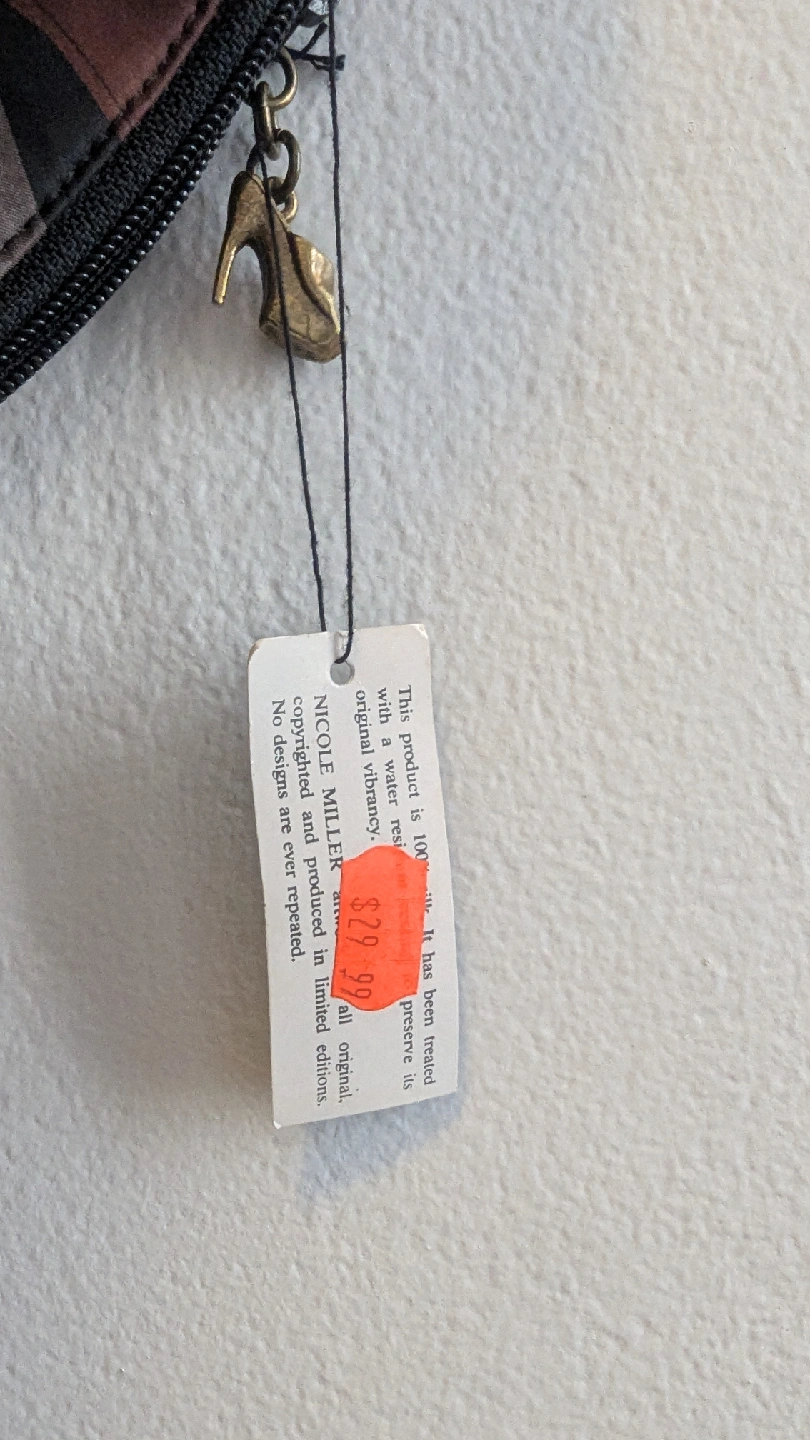 This product is 100% silk. It has been treated
with a water preserve its
original vibrancy.
NICOLE MILLER all original,
copyrighted and produced in limited editions.
No designs are ever repeated.
$29.99